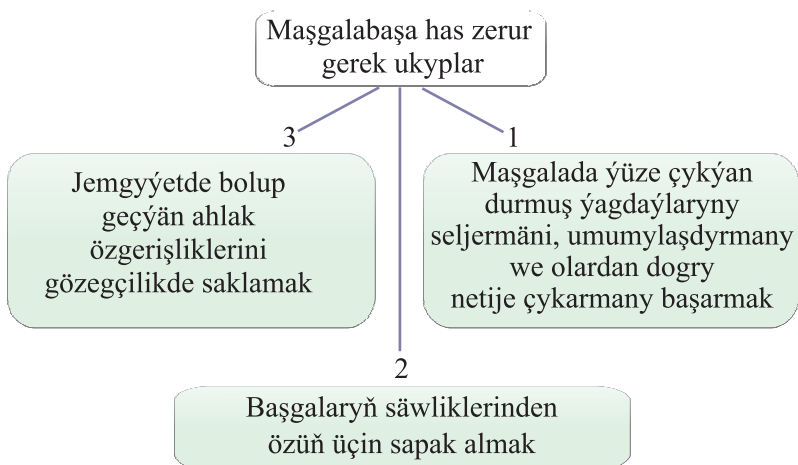 Maşgalabaşa has zerur
gerek ukyplar
3
Jemgyýetde bolup
geçýän ahlak
özgerişliklerini
gözegçilikde saklamak
1
Maşgalada ýüze çykýan
durmuş ýagdaýlaryny
seljermäni, umumylaşdyrmany
we olardan dogry
netije çykarmany başarmak
2
Başgalaryň säwliklerinden
özüň üçin sapak almak